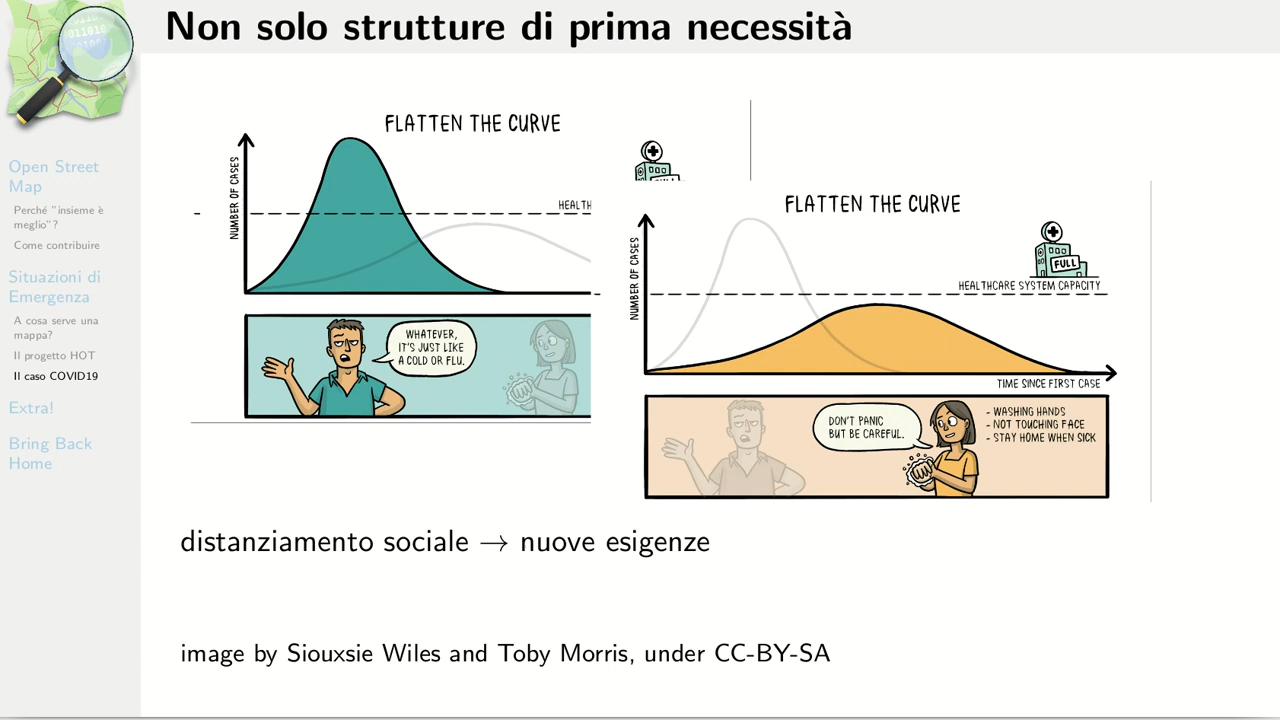 Non solo strutture di prima necessità
Open Street
Map
Perché "insieme è
meglio"?
Come contribuire
Situazioni di
Emergenza
A cosa serve una
mappa?
Il progetto HOT
Il caso COVID19
Extra!
Bring Back
Home
FLATTEN THE CURVE
NUMBER OF CASES
HEALTH
WHATEVER,
IT'S JUST LIKE
A COLD OR FLU.
FLATTEN THE CURVE
NUMBER OF CASES
FULL
HEALTHCARE SYSTEM CAPACITY
TIME SINCE FIRST CASE
DON'T PANIC
BUT BE CAREFUL.
- WASHING HANDS
- NOT TOUCHING FACE
- STAY HOME WHEN SICK
distanziamento sociale → nuove esigenze
image by Siouxsie Wiles and Toby Morris, under CC-BY-SA